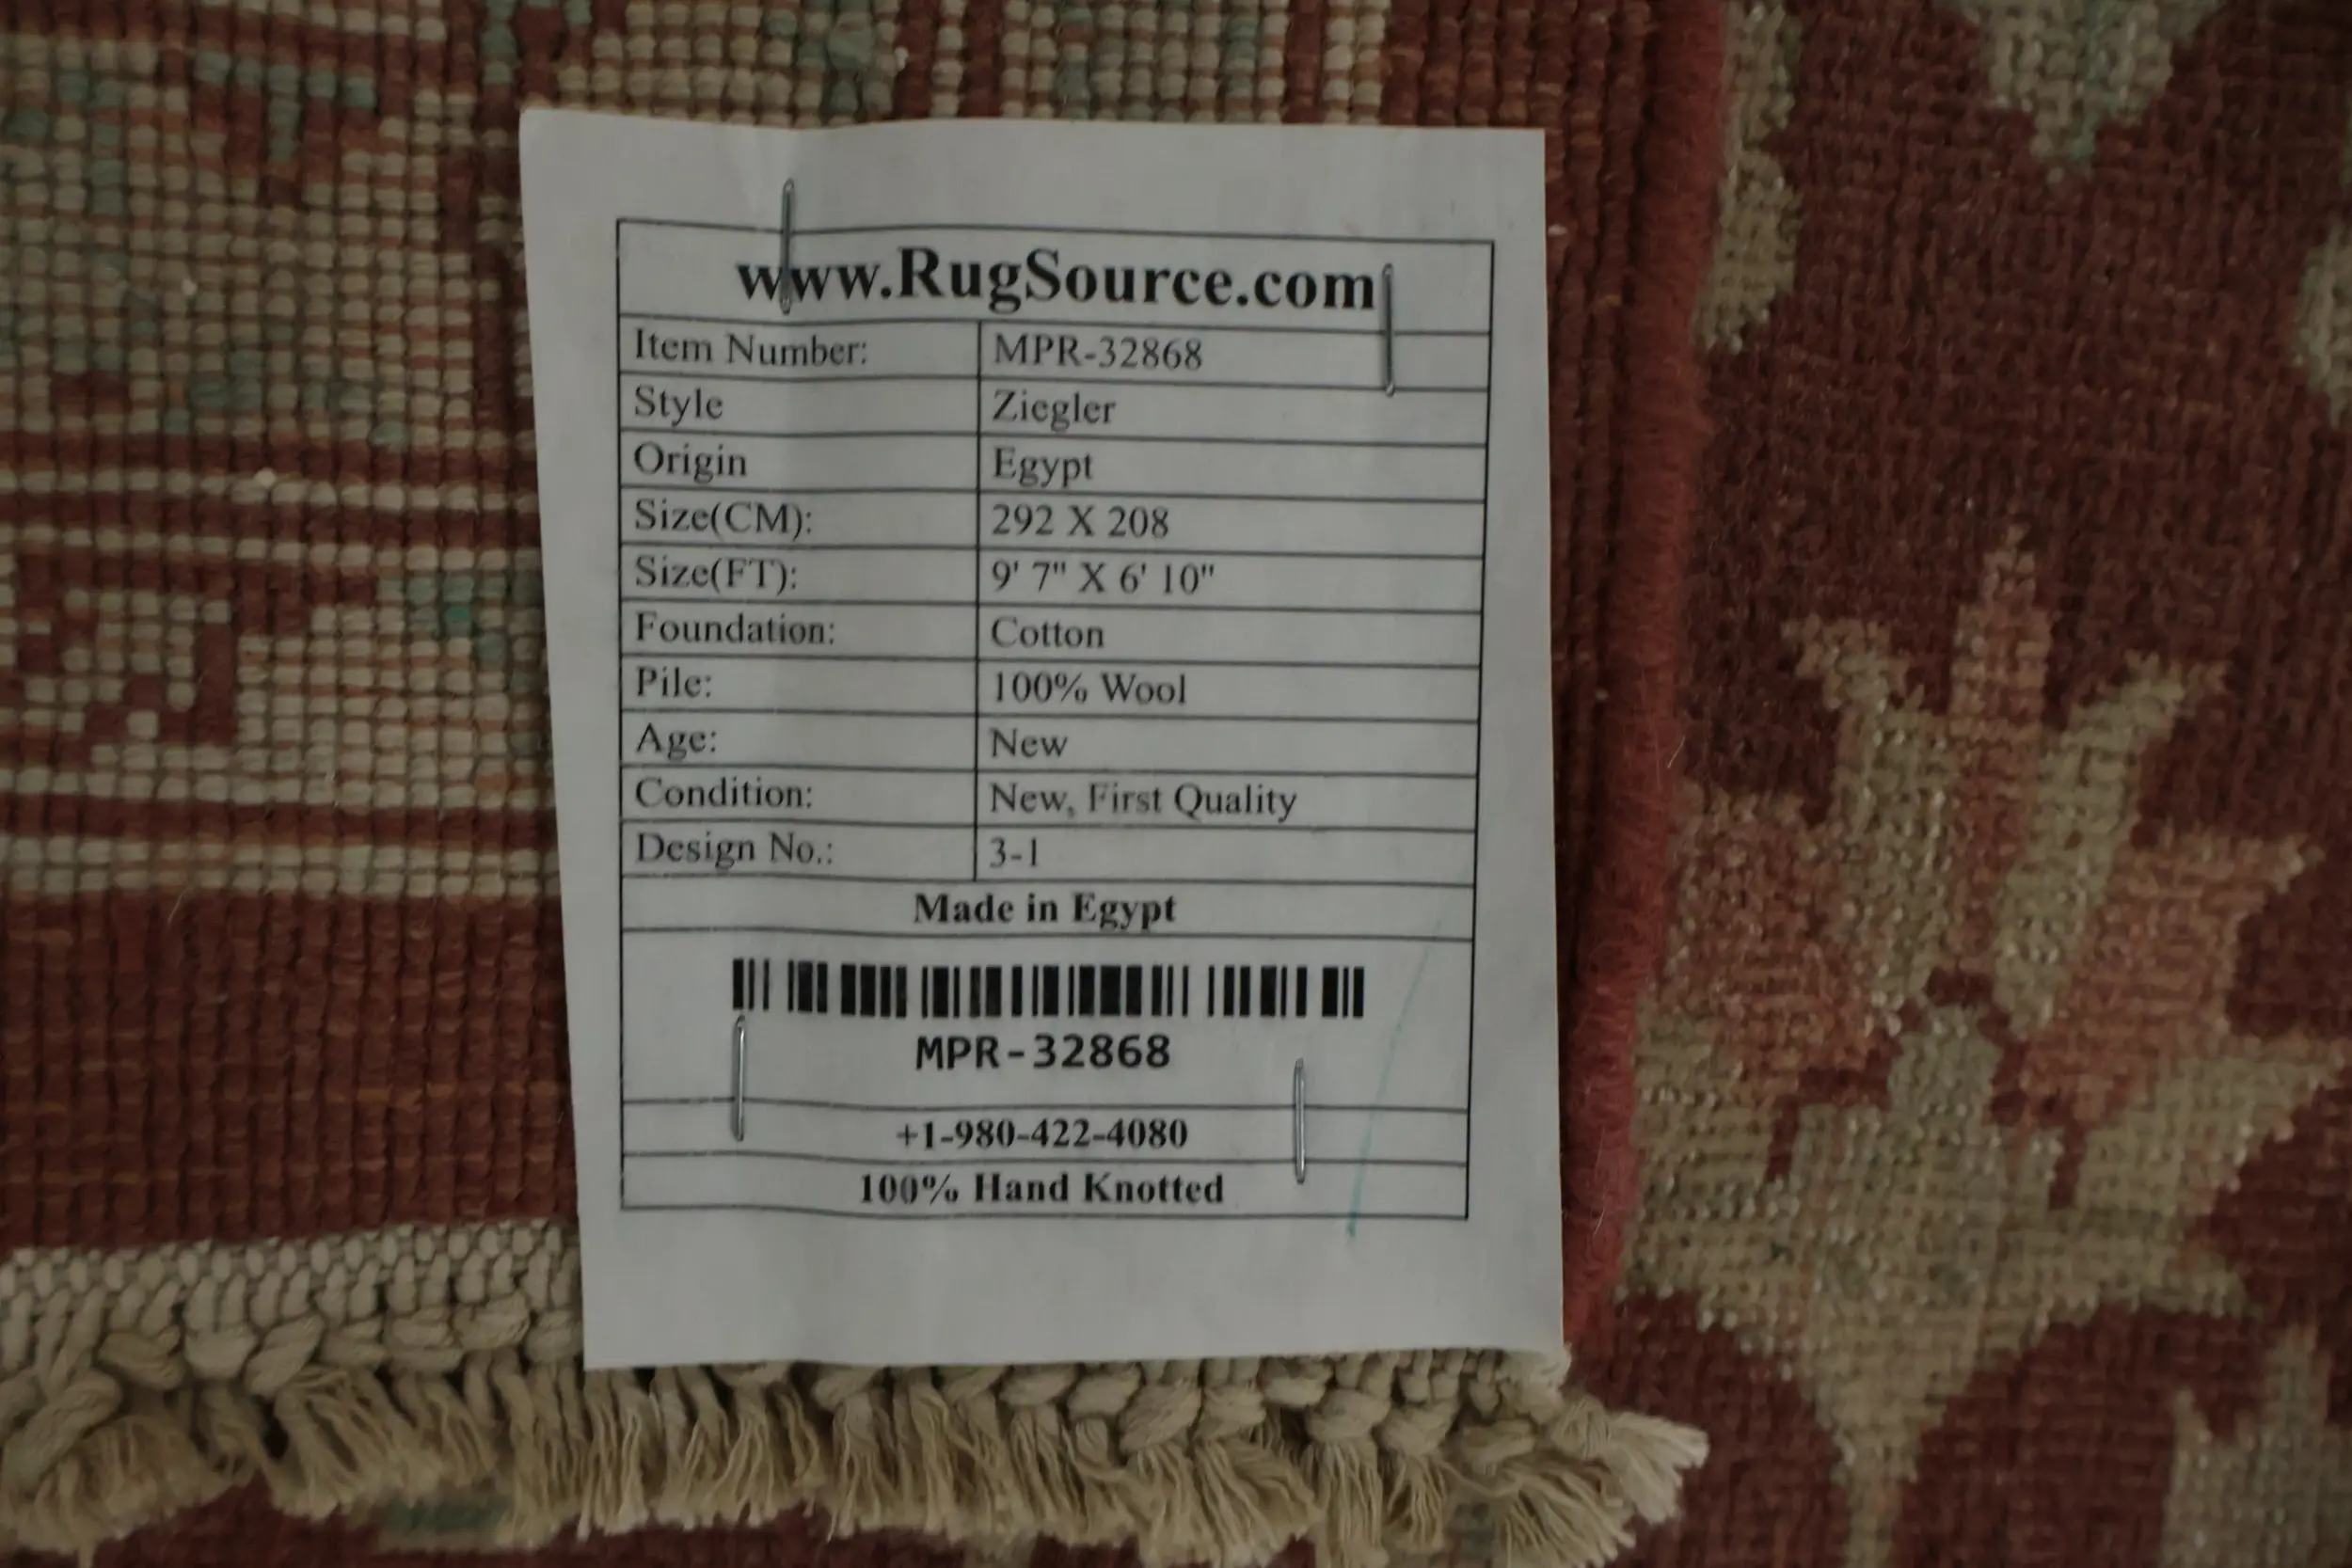 www.RugSource.com
Item Number: MPR-32868
Style Ziegler
Origin Egypt
Size(CM): 292 X 208
Size(FT): 9' 7" X 6' 10"
Foundation: Cotton
Pile: 100% Wool
Age: New
Condition: New, First Quality
Design No.: 3-1
Made in Egypt
MPR-32868
+1-980-422-4080
100% Hand Knotted